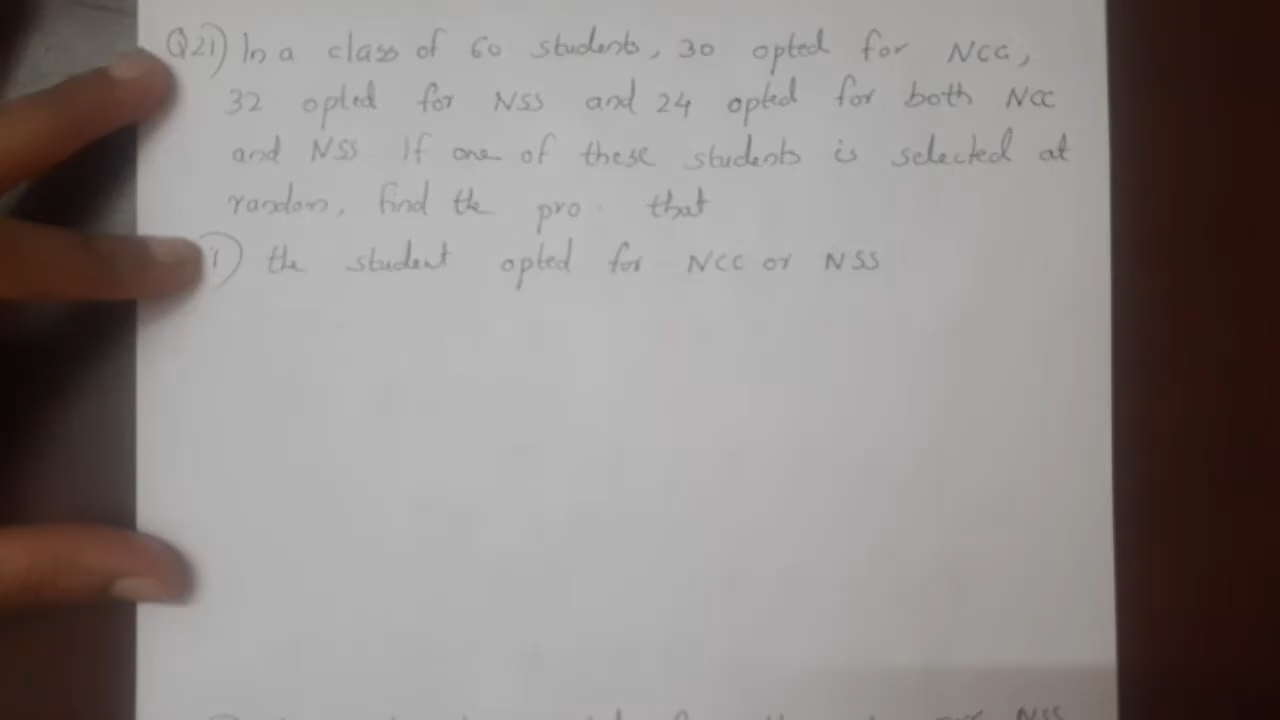 Q21) In a class of 60 students, 30 opted for NCC,
32 opted for NSS and 24 opted for both NCC
and NSS. If one of these students is selected at
random, find the pro. that
i) the student opted for NCC or NSS
NSS